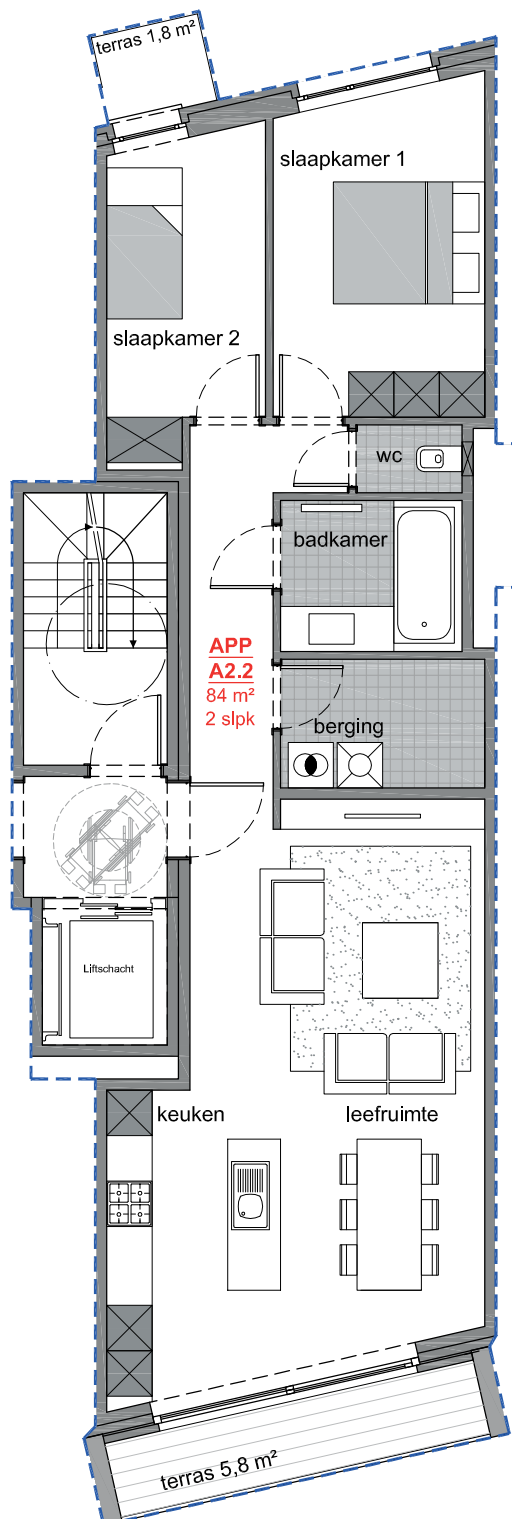 terras 1,8 m²
slaapkamer 1
slaapkamer 2
wc
badkamer
APP
A2.2
84 m²
2 slpk
berging
Liftschacht
keuken
leefruimte
terras 5,8 m²